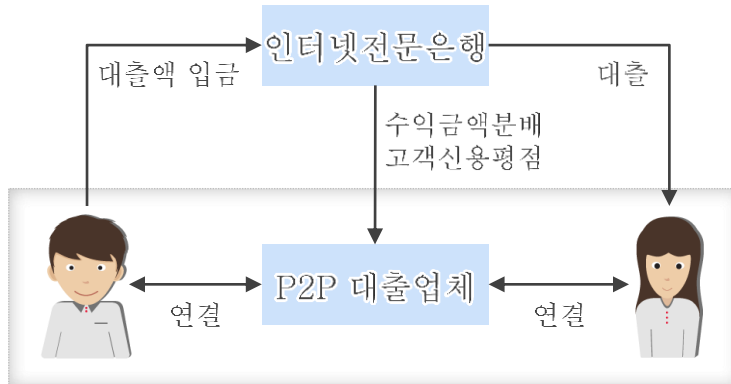 인터넷전문은행
대출액 입금
대출
수익금액분배
고객신용평점
P2P 대출업체
연결
연결